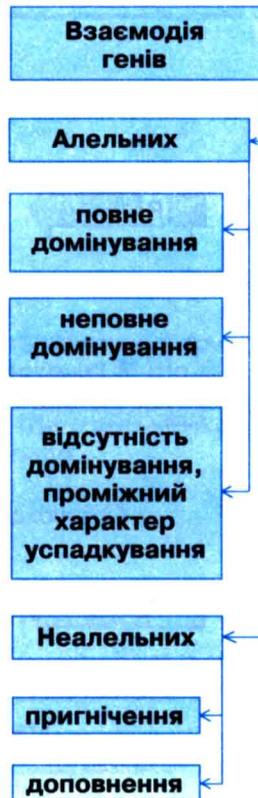 Взаємодія
генів
Алельних
повне
домінування
неповне
домінування
відсутність
домінування,
проміжний
характер
успадкування
Неалельних
пригнічення
доповнення